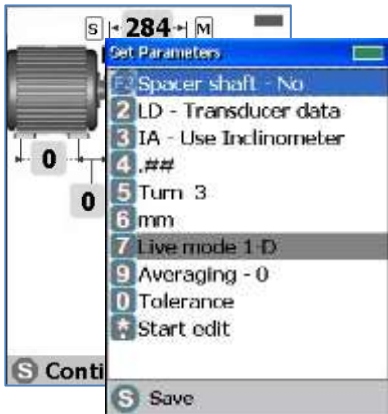 S 284 M
Set Parameters
F2 Spacer shaft - No
2 LD - Transducer data
3 IA - Use Inclinometer
4 .##
5 Turn 3
6 mm
7 Live mode 1-D
9 Averaging - 0
0 Tolerance
* Start edit
0
0
S Conti
S Save